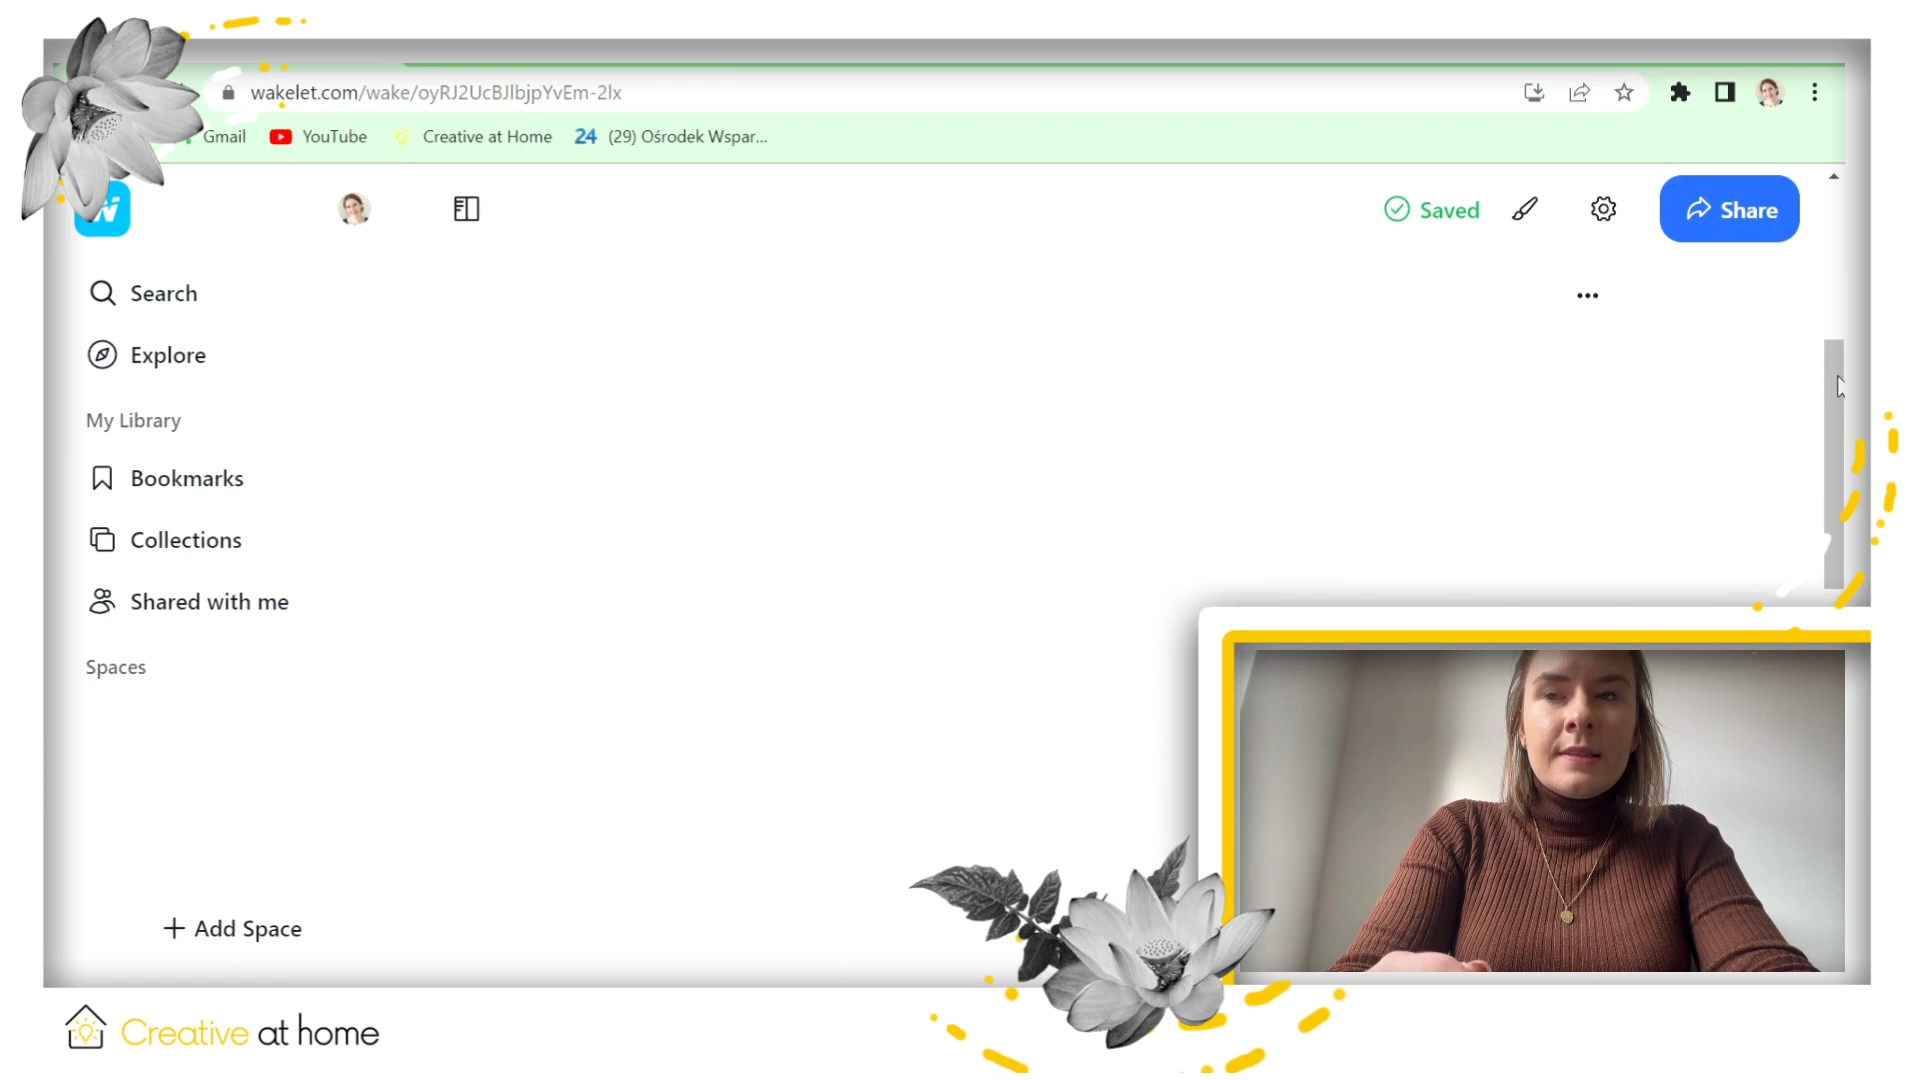 wakelet.com/wake/oyRJ2UcBJlbjpYvEm-2lx
Gmail YouTube Creative at Home 24 (29) Ośrodek Wspar...
Saved Share
Search
Explore
My Library
Bookmarks
Collections
Shared with me
Spaces
+ Add Space
Creative at home